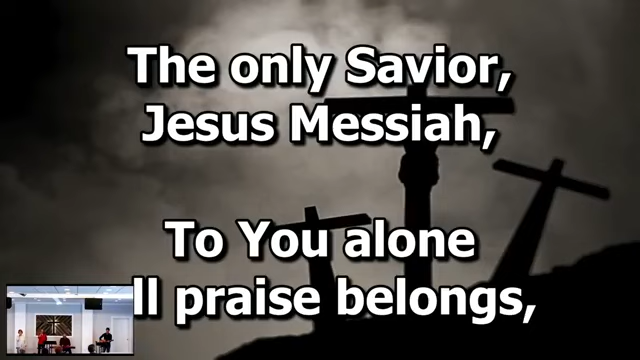 The only Savior,
Jesus Messiah,
To You alone
ll praise belongs,